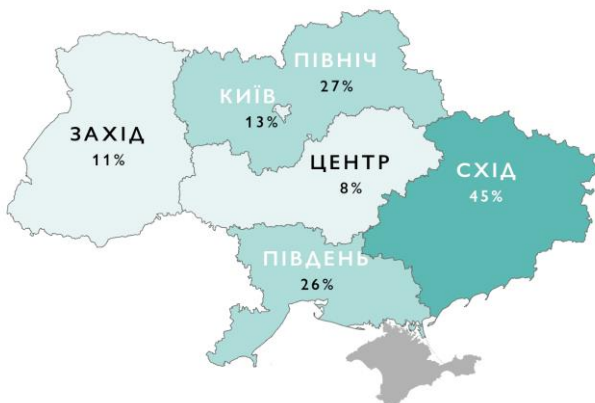 ПІВНІЧ
27%
КИЇВ
13%
ЗАХІД
11%
ЦЕНТР
8%
СХІД
45%
ПІВДЕНЬ
26%